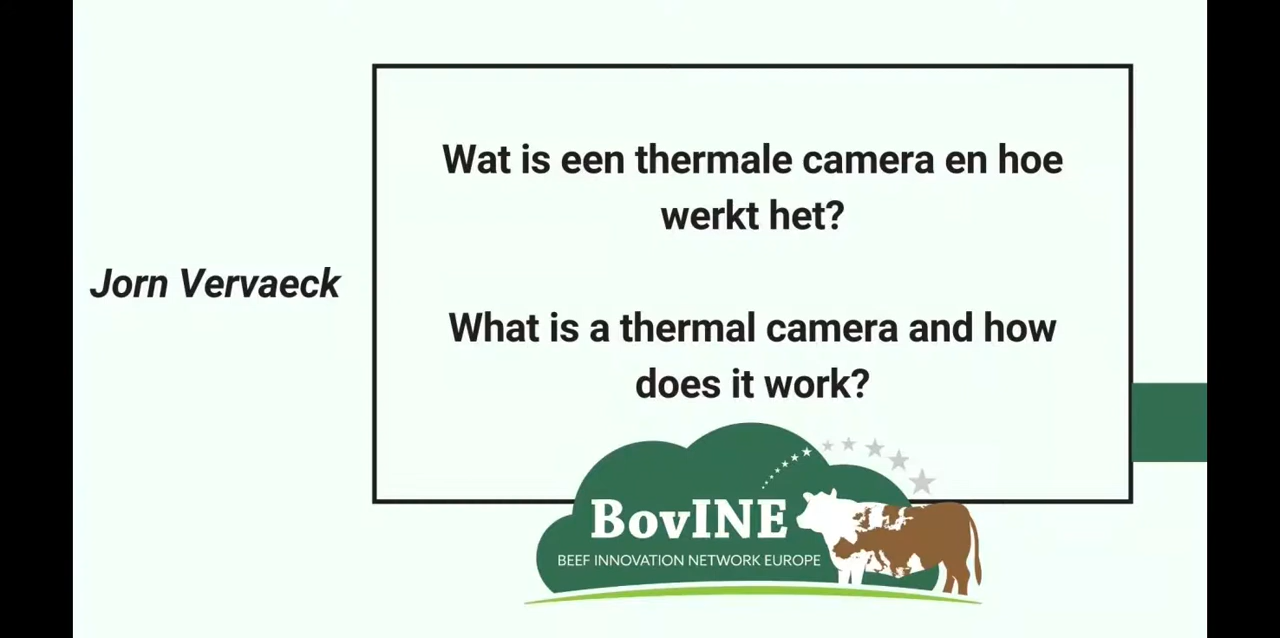 Jorn Vervaeck
Wat is een thermale camera en hoe
werkt het?
What is a thermal camera and how
does it work?
BovINE
BEEF INNOVATION NETWORK EUROPE